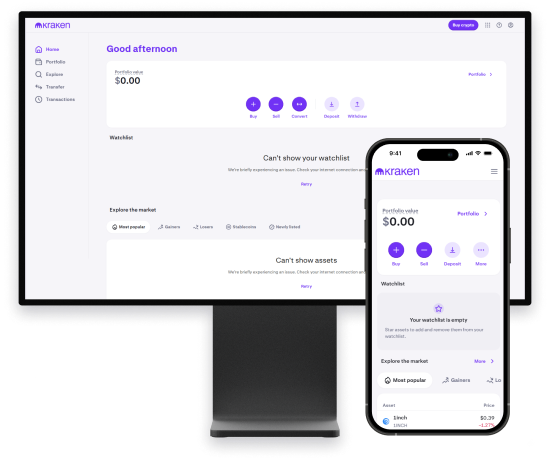 kraken
Buy crypto
Home
Portfolio
Explore
Transfer
Transactions
Good afternoon
Portfolio value
$0.00
Portfolio
Buy
Sell
Convert
Deposit
Withdraw
Watchlist
Can't show your watchlist
We're briefly experiencing an issue. Check your internet connection an
Retry
Explore the market
Most popular
Gainers
Losers
Stablecoins
Newly listed
Can't show assets
We're briefly experiencing an issue. Check your internet connection an
Retry
9:41
kraken
Portfolio value
$0.00
Portfolio
Buy
Sell
Deposit
More
Watchlist
Your watchlist is empty
Star assets to add and remove them from your
watchlist.
Explore the market
More
Most popular
Gainers
Lo
Asset
Price
1inch
$0.39
1INCH
-1.27%